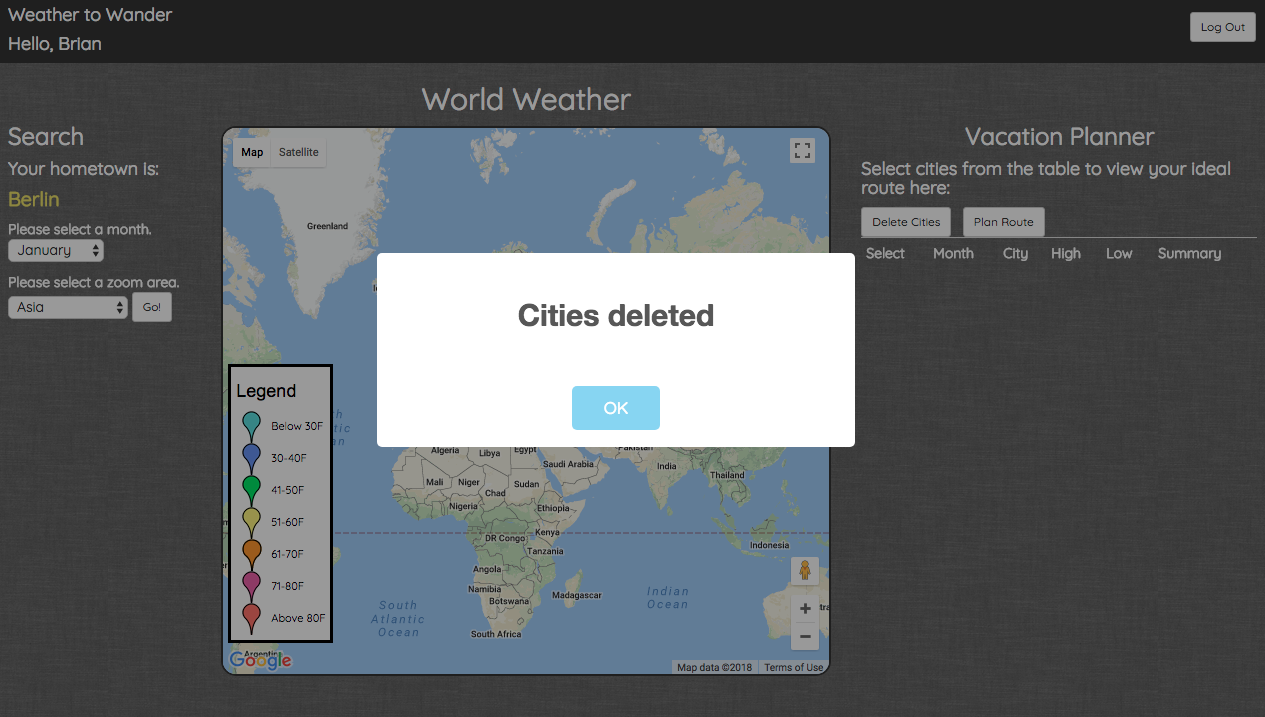 Weather to Wander
Hello, Brian
Log Out
World Weather
Search
Your hometown is:
Berlin
Please select a month.
January
Please select a zoom area.
Asia
Go!
Map
Satellite
Greenland
Cities deleted
OK
Legend
Below 30F
30-40F
41-50F
51-60F
61-70F
71-80F
Above 80F
Algeria
Libya
Egypt
Pakistan
Saudi Arabia
India
Thailand
Mali
Niger
Chad
Sudan
Nigeria
Ethiopia
DR Congo
Kenya
Tanzania
Indonesia
Angola
Namibia
Botswana
Madagascar
South Africa
South
Atlantic
Ocean
Indian
Ocean
Argentina
Google
Map data ©2018
Terms of Use
Vacation Planner
Select cities from the table to view your ideal
route here:
Delete Cities
Plan Route
Select Month City High Low Summary